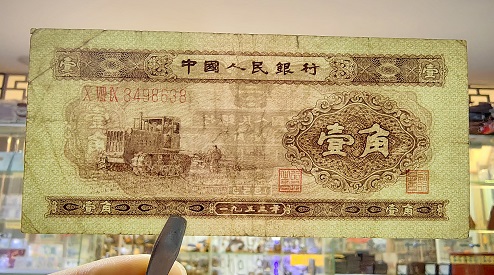 壹 中國人民銀行 壹
3498638
壹角
壹角 一九五三年 壹角